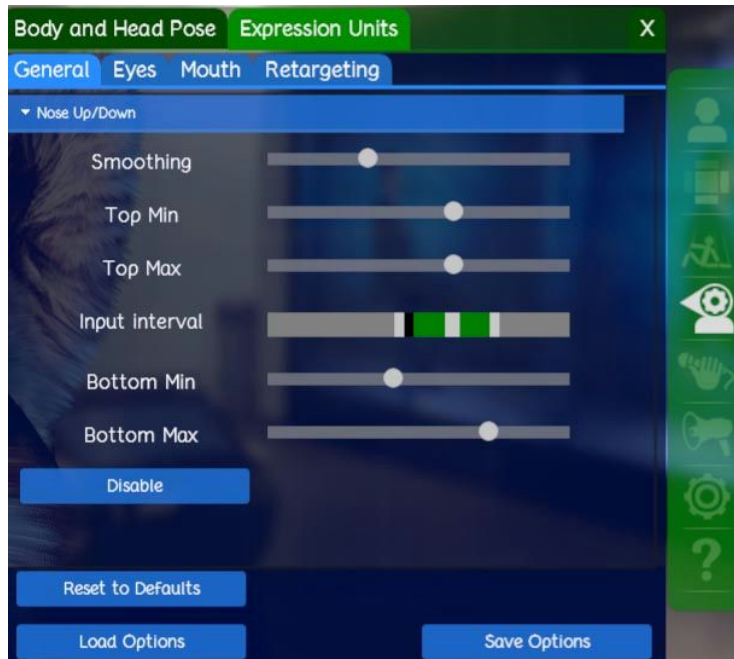 Body and Head Pose Expression Units X
General Eyes Mouth Retargeting
Nose Up/Down
Smoothing
Top Min
Top Max
Input interval
Bottom Min
Bottom Max
Disable
Reset to Defaults
Load Options Save Options
?